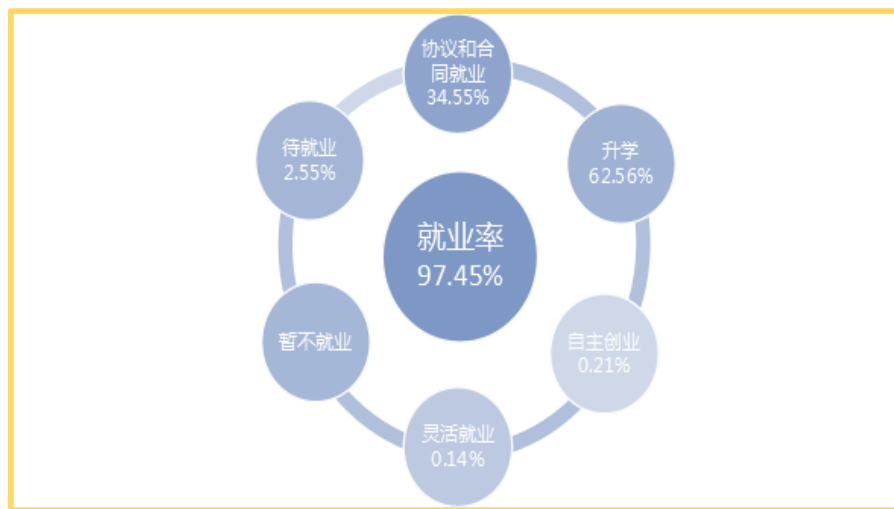 协议和合
同就业
34.55%
升学
62.56%
自主创业
0.21%
灵活就业
0.14%
暂不就业
待就业
2.55%
就业率
97.45%